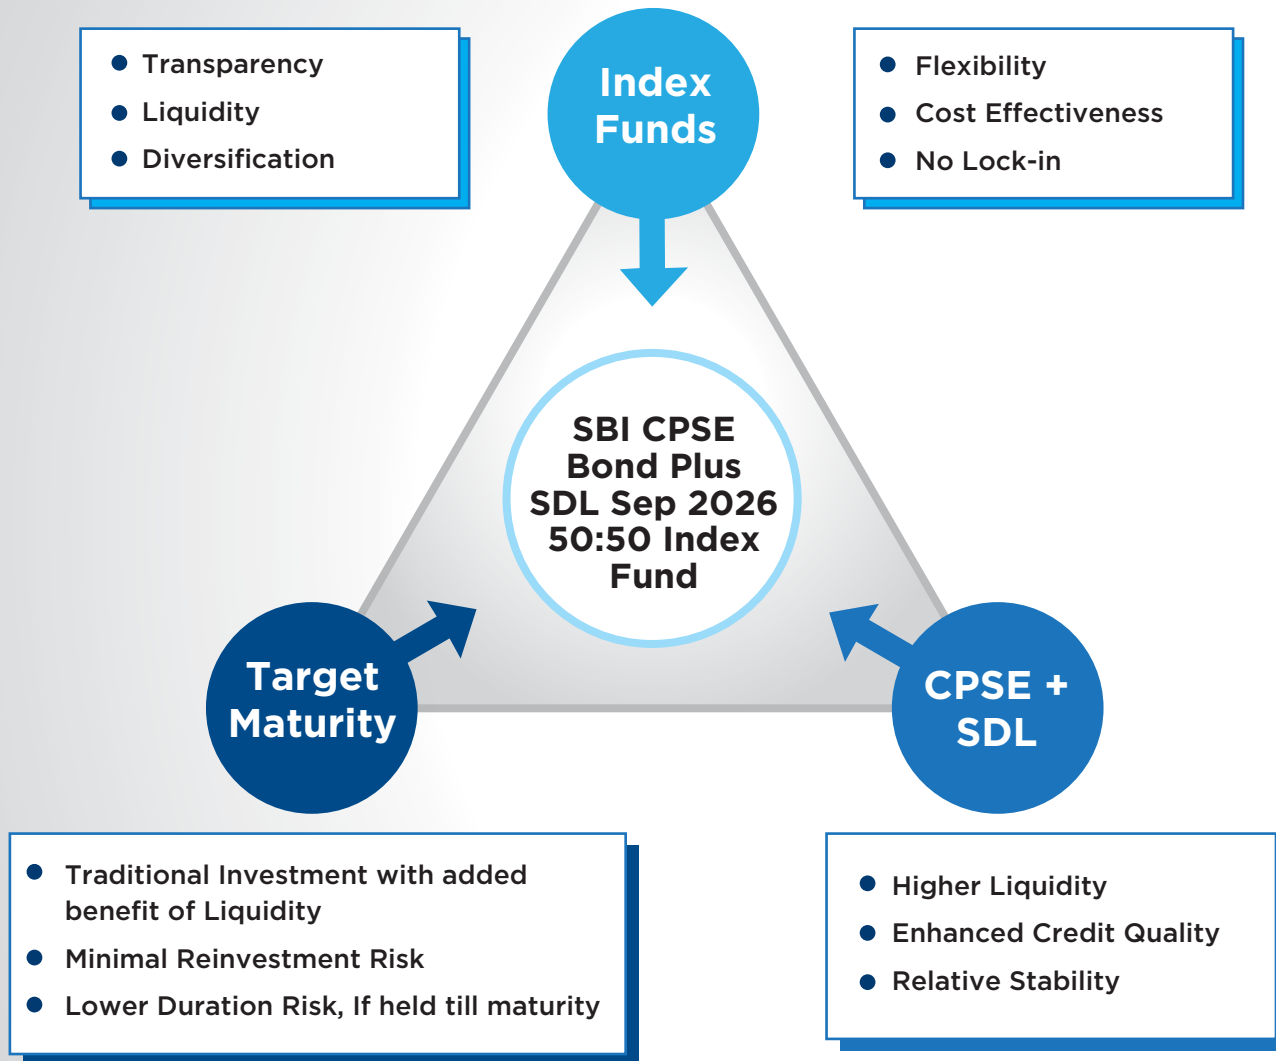 Transparency
Liquidity
Diversification
Index
Funds
Flexibility
Cost Effectiveness
No Lock-in
SBI CPSE
Bond Plus
SDL Sep 2026
50:50 Index
Fund
Target
Maturity
CPSE +
SDL
Traditional Investment with added
benefit of Liquidity
Minimal Reinvestment Risk
Lower Duration Risk, If held till maturity
Higher Liquidity
Enhanced Credit Quality
Relative Stability